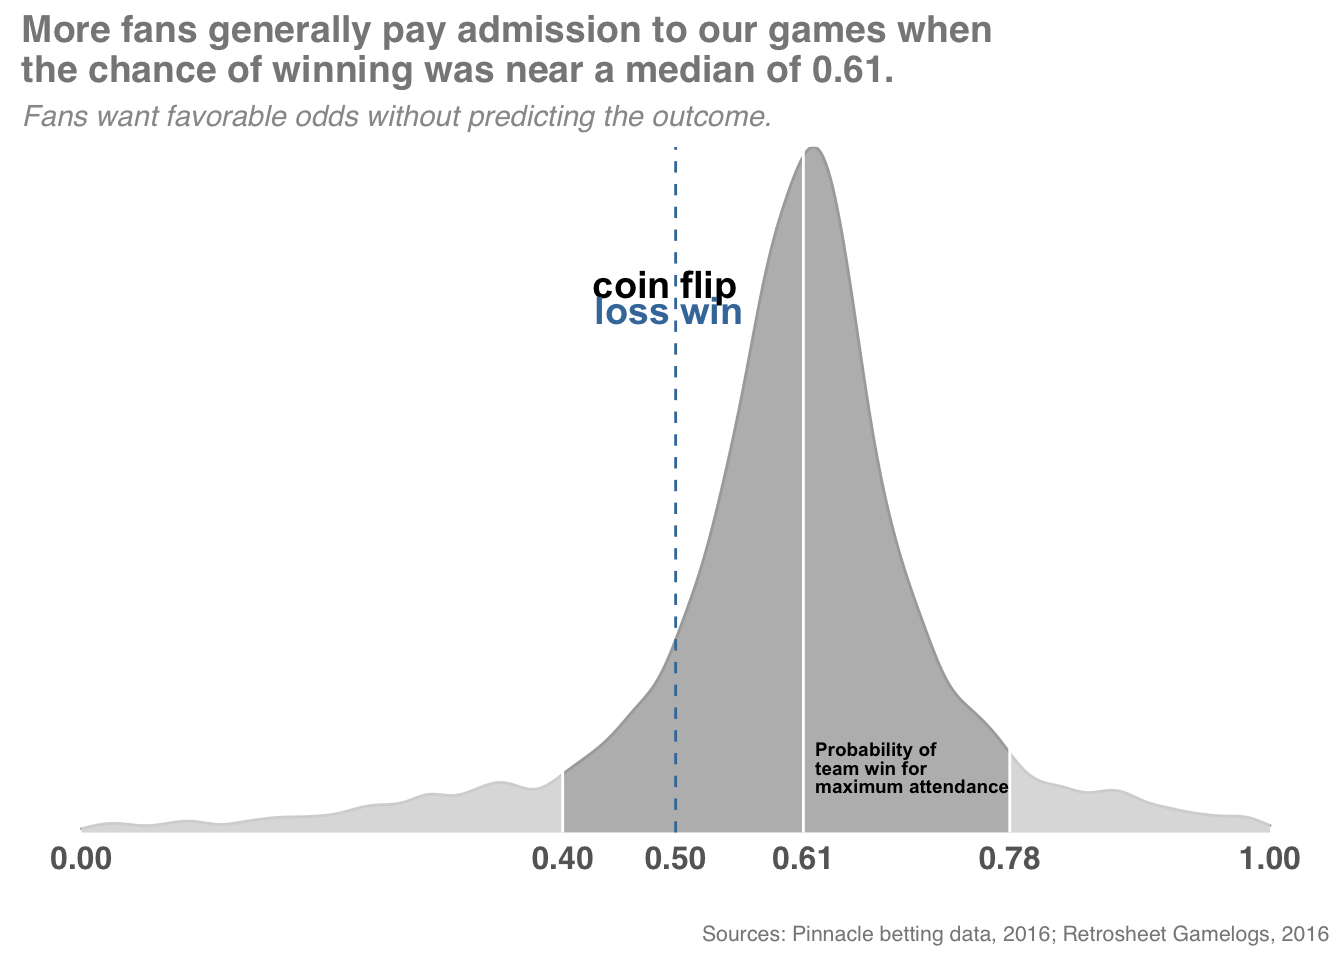 More fans generally pay admission to our games when
the chance of winning was near a median of 0.61.
Fans want favorable odds without predicting the outcome.
coin flip
loss win
Probability of
team win for
maximum attendance
0.00 0.40 0.50 0.61 0.78 1.00
Sources: Pinnacle betting data, 2016; Retrosheet Gamelogs, 2016